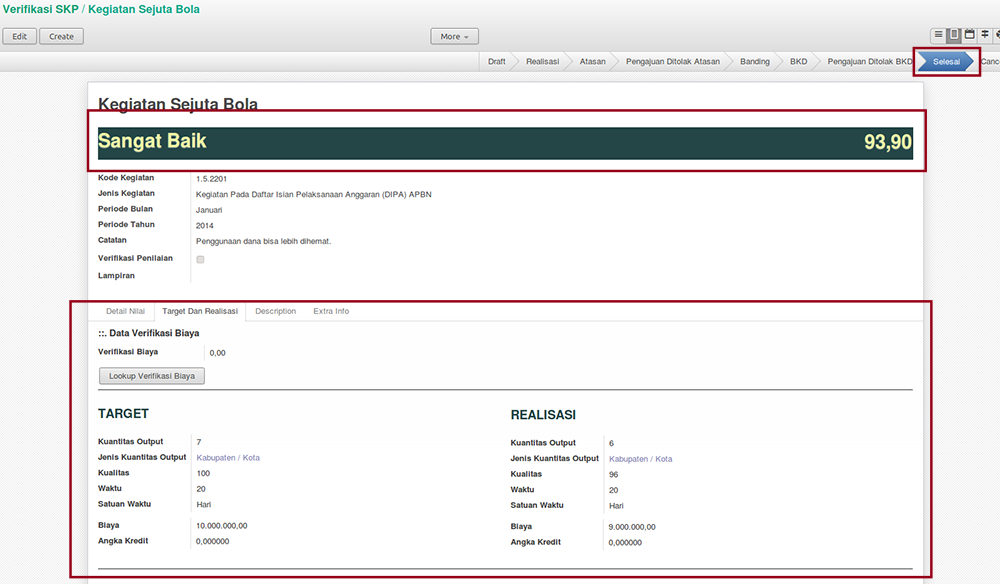 Verifikasi SKP / Kegiatan Sejuta Bola
Edit Create More
Draft Realisasi Atasan Pengajuan Ditolak Atasan Banding BKD Pengajuan Ditolak BKD Selesai Canc
Kegiatan Sejuta Bola
Sangat Baik 93,90
Kode Kegiatan 1.5.2201
Jenis Kegiatan Kegiatan Pada Daftar Isian Pelaksanaan Anggaran (DIPA) APBN
Periode Bulan Januari
Periode Tahun 2014
Catatan Penggunaan dana bisa lebih dihemat.
Verifikasi Penilaian
Lampiran
Detail Nilai Target Dan Realisasi Description Extra Info
::. Data Verifikasi Biaya
Verifikasi Biaya 0,00
Lookup Verifikasi Biaya
TARGET
Kuantitas Output 7
Jenis Kuantitas Output Kabupaten / Kota
Kualitas 100
Waktu 20
Satuan Waktu Hari
Biaya 10.000.000,00
Angka Kredit 0,000000
REALISASI
Kuantitas Output 6
Jenis Kuantitas Output Kabupaten / Kota
Kualitas 96
Waktu 20
Satuan Waktu Hari
Biaya 9.000.000,00
Angka Kredit 0,000000